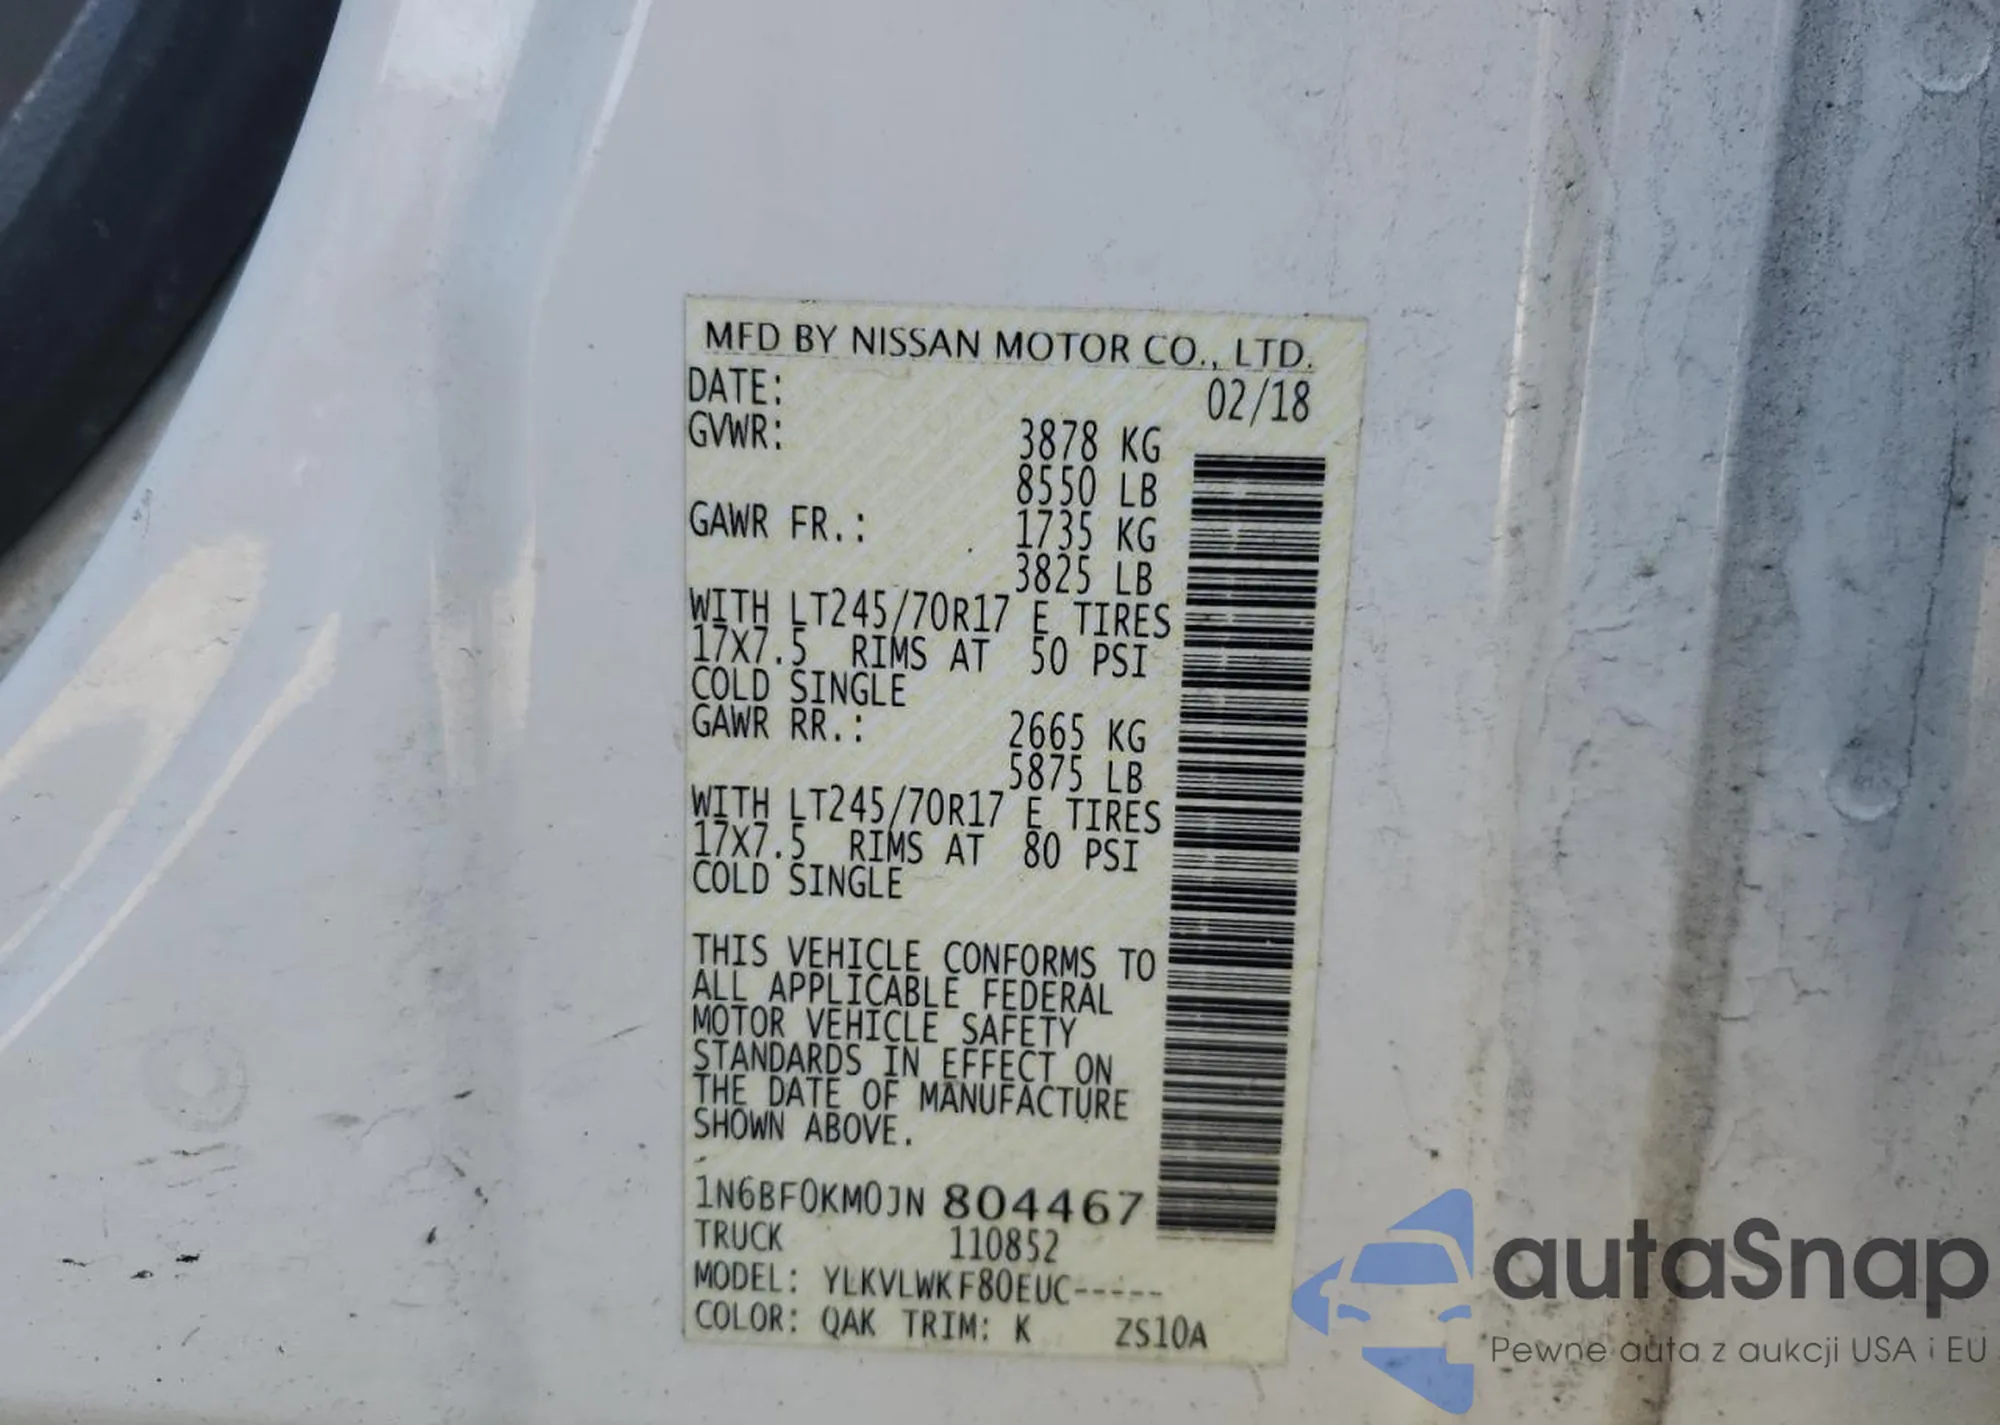 MFD BY NISSAN MOTOR CO., LTD.
DATE: 02/18
GVWR: 3878 KG
8550 LB
GAWR FR.: 1735 KG
3825 LB
WITH LT245/70R17 E TIRES
17X7.5 RIMS AT 50 PSI
COLD SINGLE
GAWR RR.: 2665 KG
5875 LB
WITH LT245/70R17 E TIRES
17X7.5 RIMS AT 80 PSI
COLD SINGLE
THIS VEHICLE CONFORMS TO
ALL APPLICABLE FEDERAL
MOTOR VEHICLE SAFETY
STANDARDS IN EFFECT ON
THE DATE OF MANUFACTURE
SHOWN ABOVE.
1N6BF0KM0JN 804467
TRUCK 110852
MODEL: YLKVLWKF80EUC-----
COLOR: QAK TRIM: K ZS10A
autaSnap
Pewne auta z aukcji USA i EU